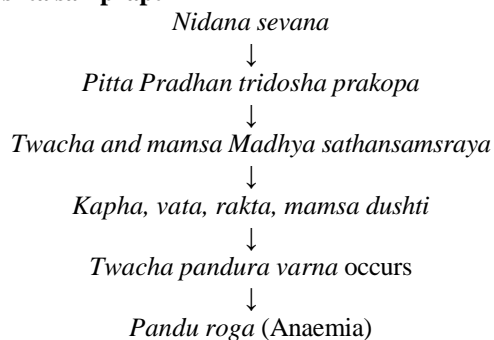 Nidana sevana
↓
Pitta Pradhan tridosha prakopa
↓
Twacha and mamsa Madhya sathansamsraya
↓
Kapha, vata, rakta, mamsa dushti
↓
Twacha pandura varna occurs
↓
Pandu roga (Anaemia)